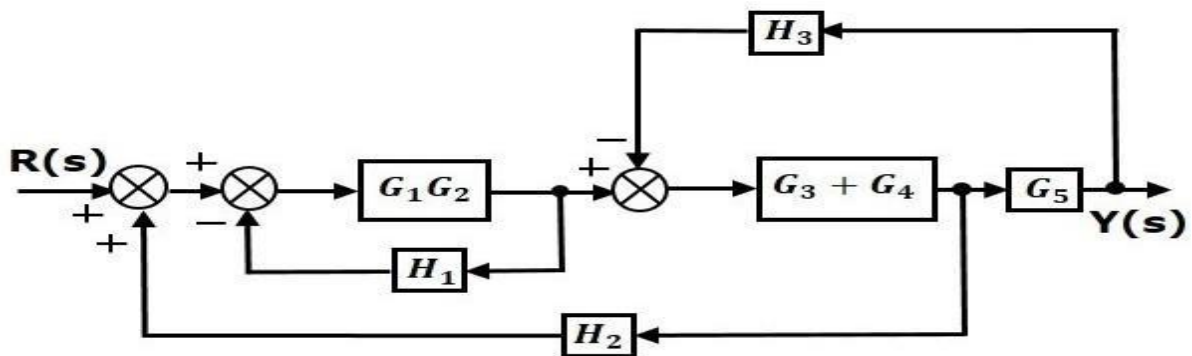 H₃
−
R(s) + + G₁G₂ + G₃ + G₄ G₅
+ − Y(s)
+
H₁
H₂